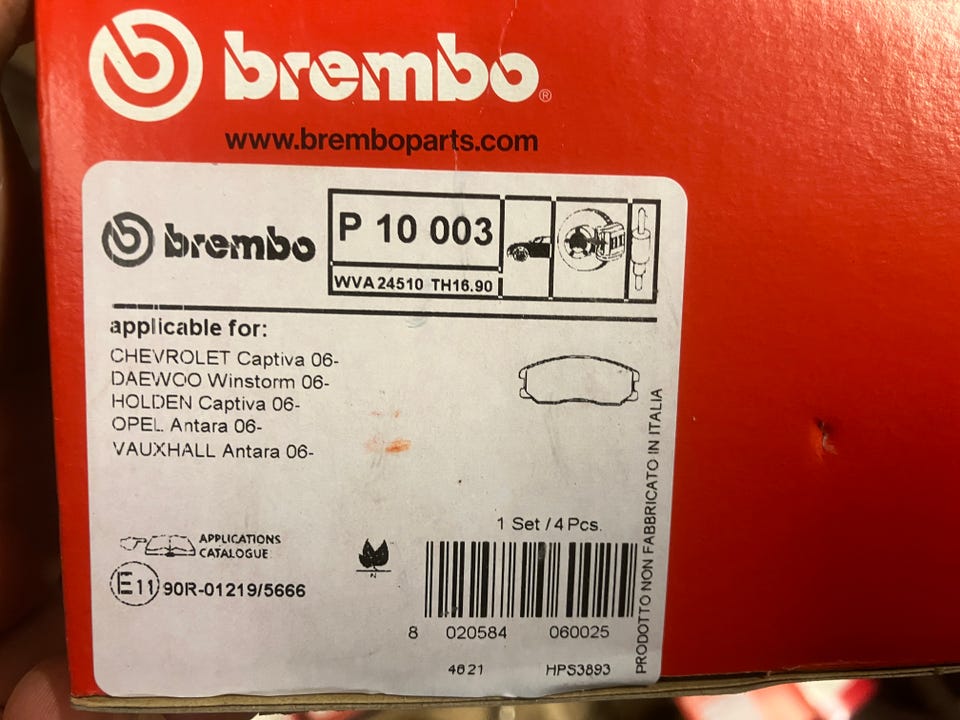 brembo®
www.bremboparts.com
brembo
P 10 003
WVA 24510 TH16.90
applicable for:
CHEVROLET Captiva 06-
DAEWOO Winstorm 06-
HOLDEN Captiva 06-
OPEL Antara 06-
VAUXHALL Antara 06-
PRODOTTO NON FABBRICATO IN ITALIA
1 Set / 4 Pcs.
APPLICATIONS
CATALOGUE
N
E11 90R-01219/5666
8 020584 060025
4621 HPS3893